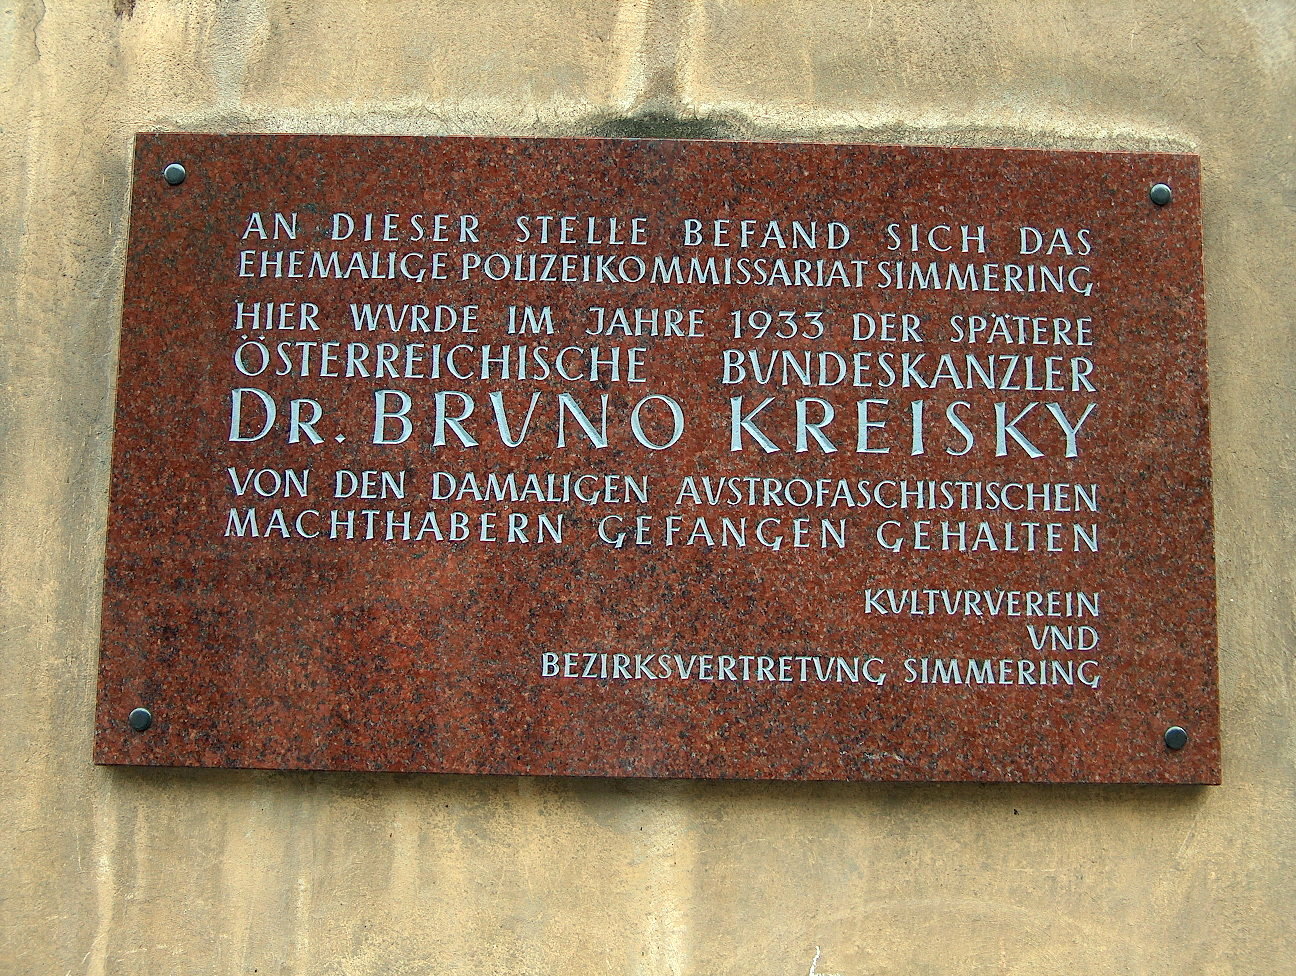 AN DIESER STELLE BEFAND SICH DAS
EHEMALIGE POLIZEIKOMMISSARIAT SIMMERING
HIER WVRDE IM JAHRE 1933 DER SPÄTERE
ÖSTERREICHISCHE BVNDESKANZLER
DR. BRVNO KREISKY
VON DEN DAMALIGEN AVSTROFASCHISTISCHEN
MACHTHABERN GEFANGEN GEHALTEN
KVLTVRVEREIN
VND
BEZIRKSVERTRETVNG SIMMERING